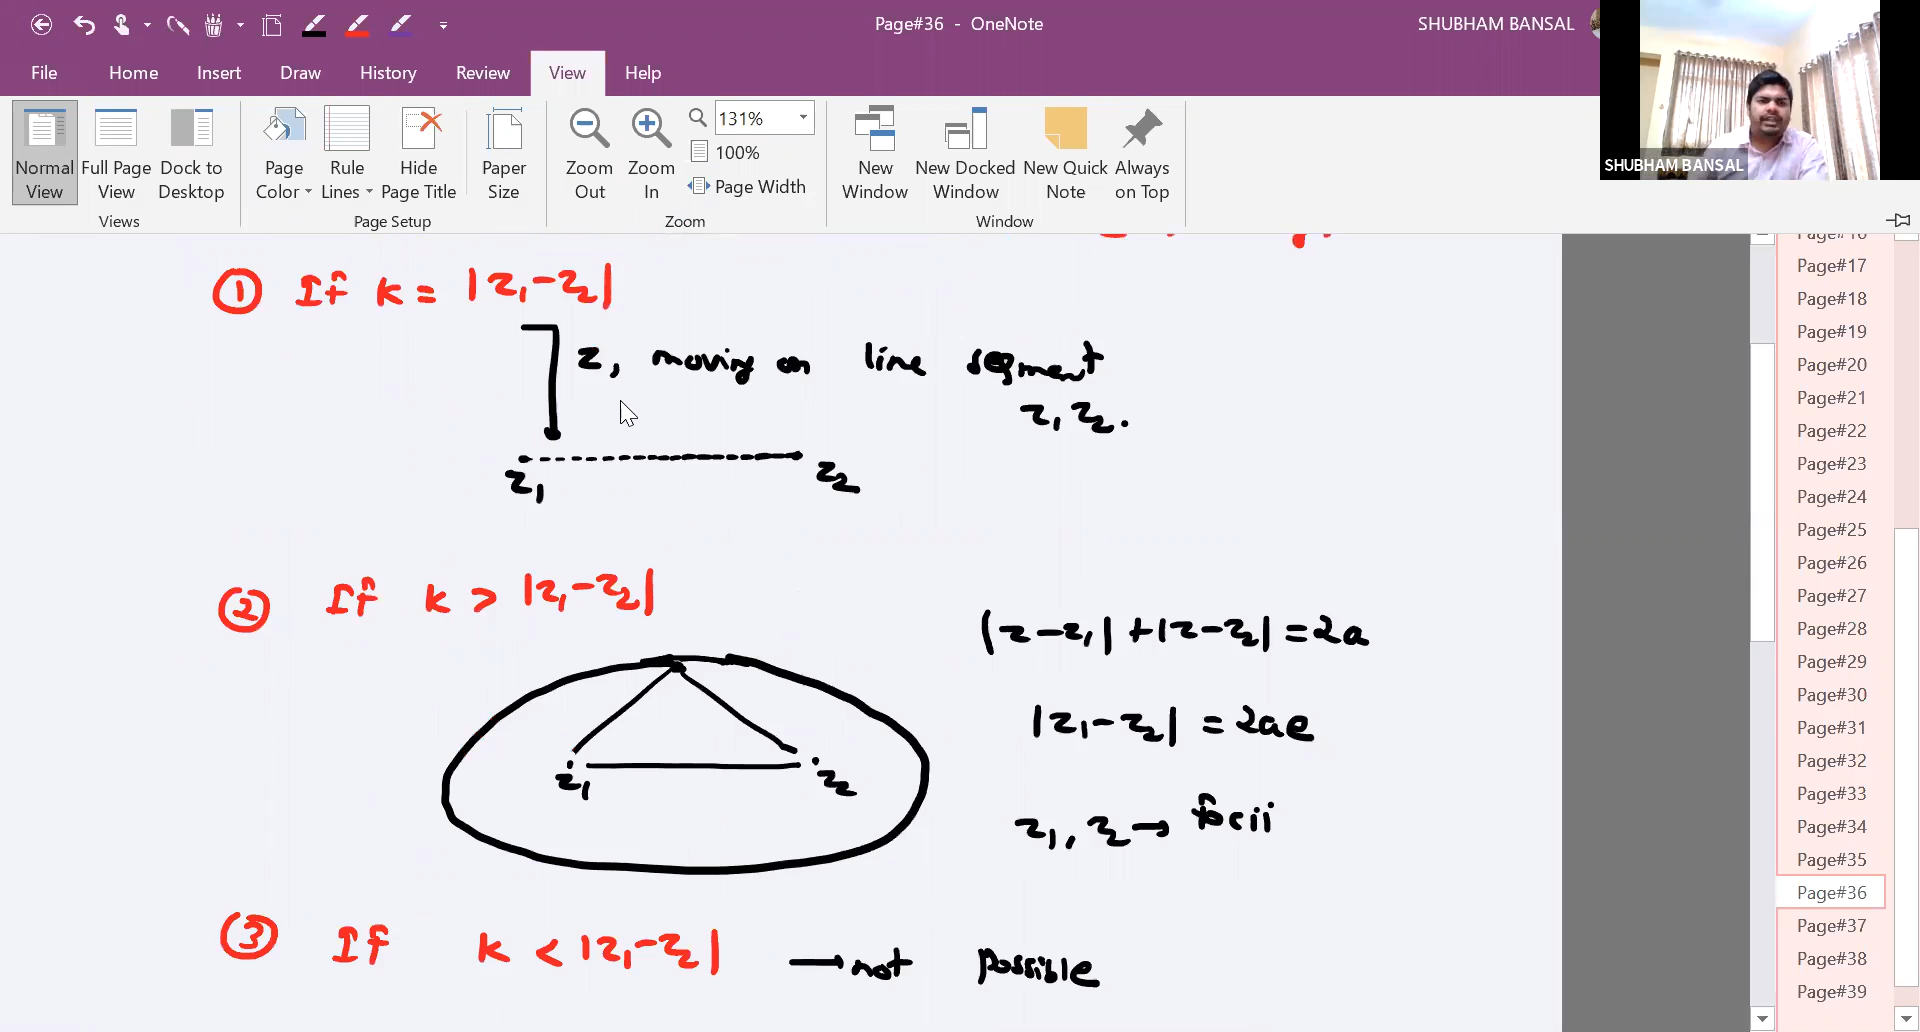 Page#36 - OneNote
SHUBHAM BANSAL
File Home Insert Draw History Review View Help
Normal View
Full Page View
Dock to Desktop
Views
Page Color
Rule Lines
Hide Page Title
Paper Size
Page Setup
Zoom Out
Zoom In
131%
100%
Page Width
Zoom
New Window
New Docked Window
New Quick Note
Always on Top
Window
SHUBHAM BANSAL
① If k = |z₁-z₂|
z, moving on line segment
z₁ z₂.
z₁ z₂
② If k > |z₁-z₂|
|z-z₁| + |z-z₂| = 2a
|z₁-z₂| = 2ae
z₁ z₂
z₁, z₂ → focii
③ If k < |z₁-z₂| → not possible
Page#17
Page#18
Page#19
Page#20
Page#21
Page#22
Page#23
Page#24
Page#25
Page#26
Page#27
Page#28
Page#29
Page#30
Page#31
Page#32
Page#33
Page#34
Page#35
Page#36
Page#37
Page#38
Page#39